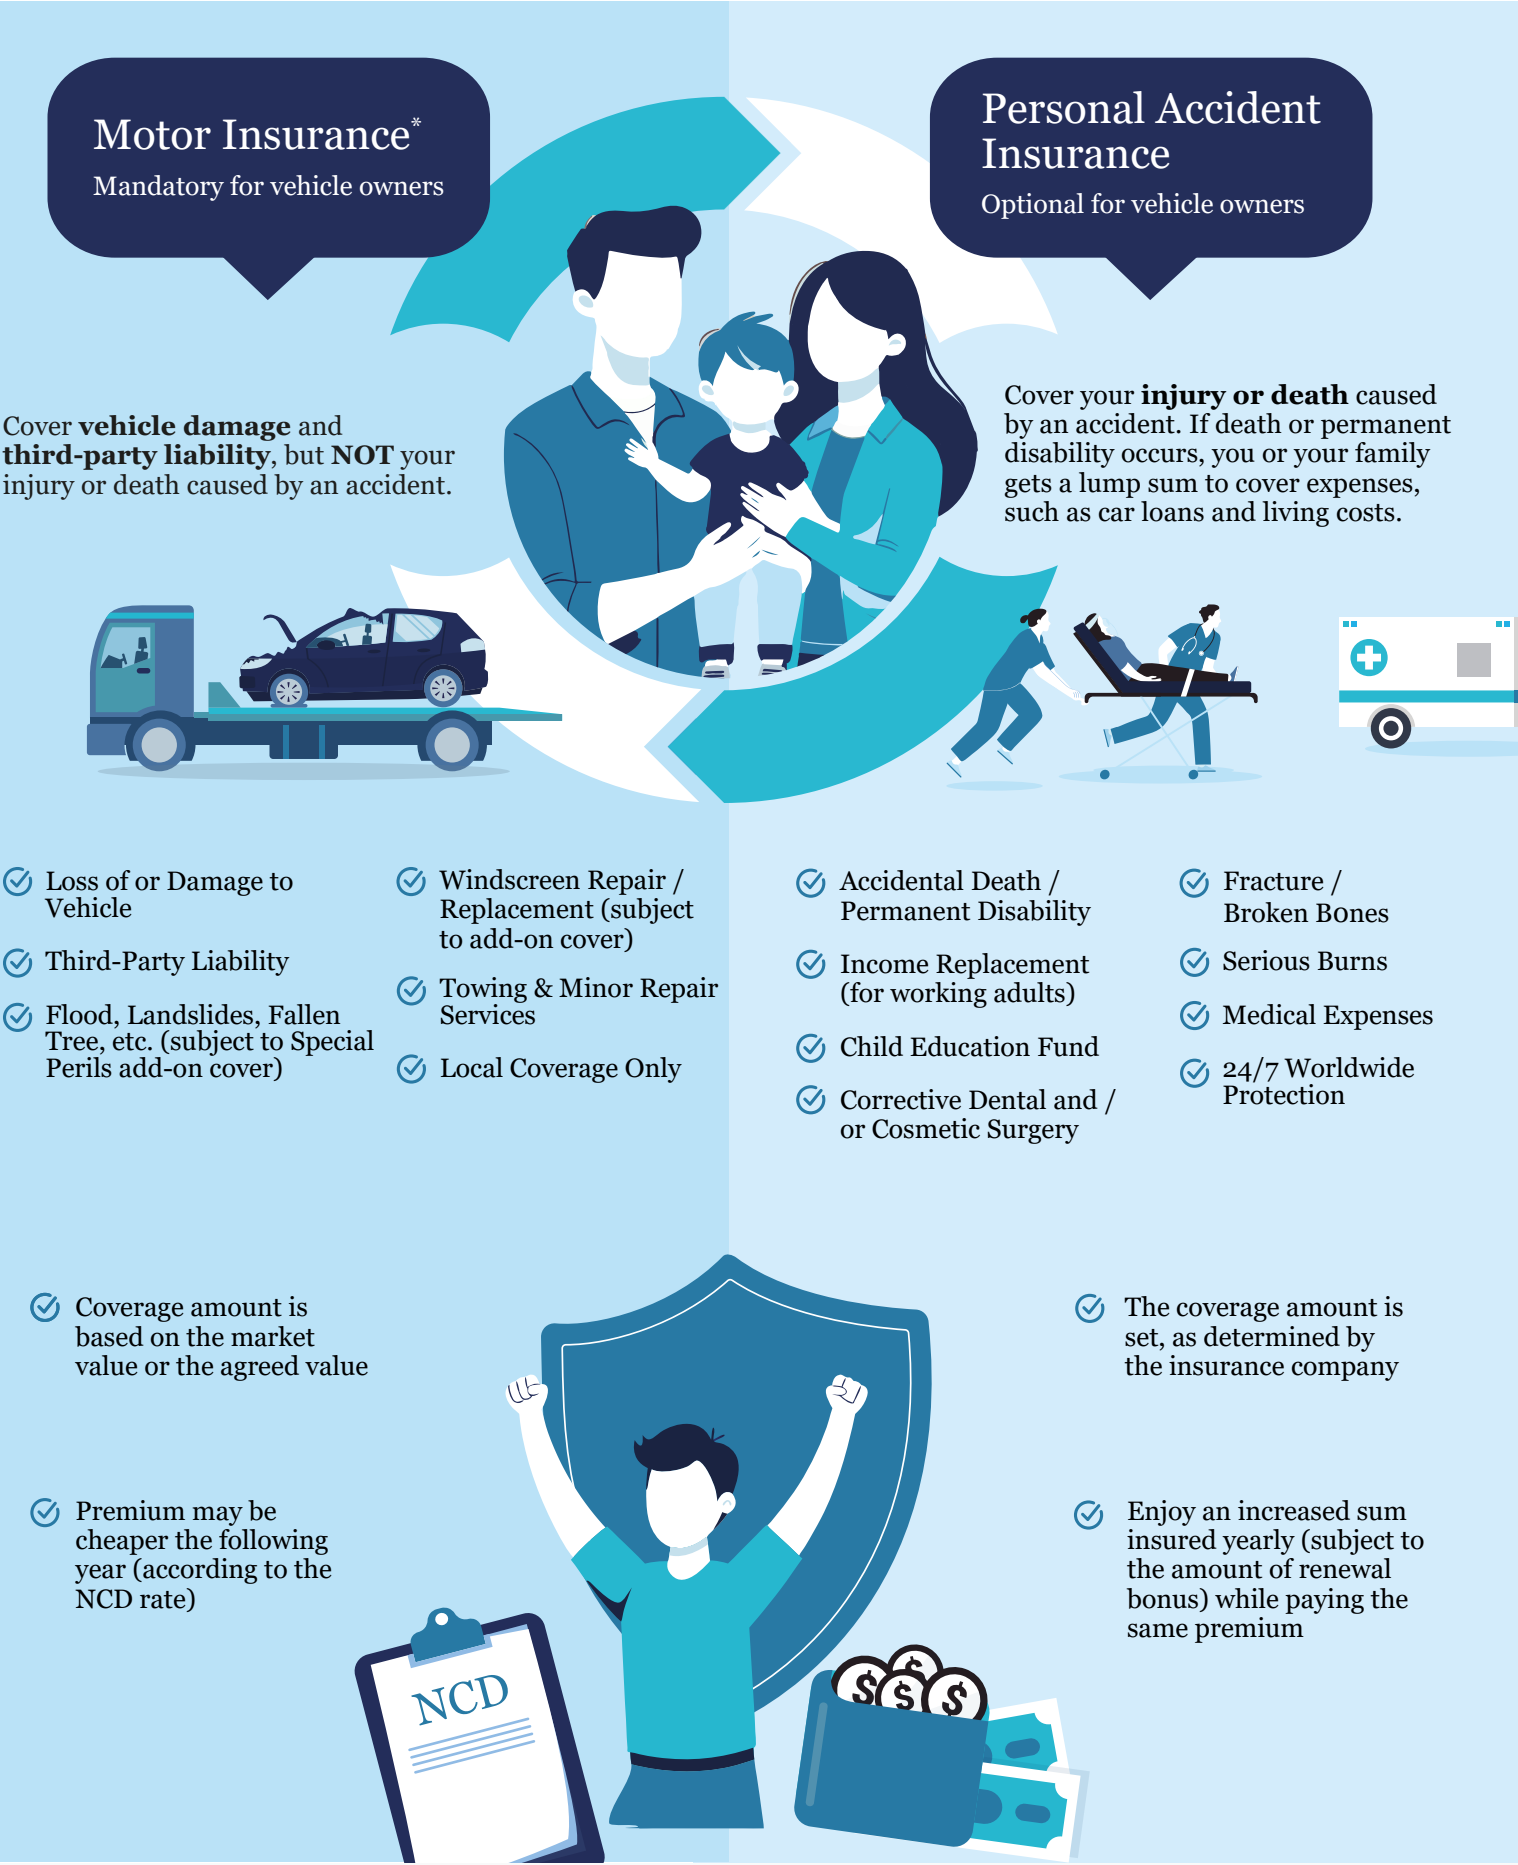 Motor Insurance*
Mandatory for vehicle owners
Cover vehicle damage and
third-party liability, but NOT your
injury or death caused by an accident.
Personal Accident
Insurance
Optional for vehicle owners
Cover your injury or death caused
by an accident. If death or permanent
disability occurs, you or your family
gets a lump sum to cover expenses,
such as car loans and living costs.
Loss of or Damage to
Vehicle
Third-Party Liability
Flood, Landslides, Fallen
Tree, etc. (subject to Special
Perils add-on cover)
Windscreen Repair /
Replacement (subject
to add-on cover)
Towing & Minor Repair
Services
Local Coverage Only
Accidental Death /
Permanent Disability
Income Replacement
(for working adults)
Child Education Fund
Corrective Dental and /
or Cosmetic Surgery
Fracture /
Broken Bones
Serious Burns
Medical Expenses
24/7 Worldwide
Protection
Coverage amount is
based on the market
value or the agreed value
Premium may be
cheaper the following
year (according to the
NCD rate)
The coverage amount is
set, as determined by
the insurance company
Enjoy an increased sum
insured yearly (subject to
the amount of renewal
bonus) while paying the
same premium
NCD
$ $ $ $